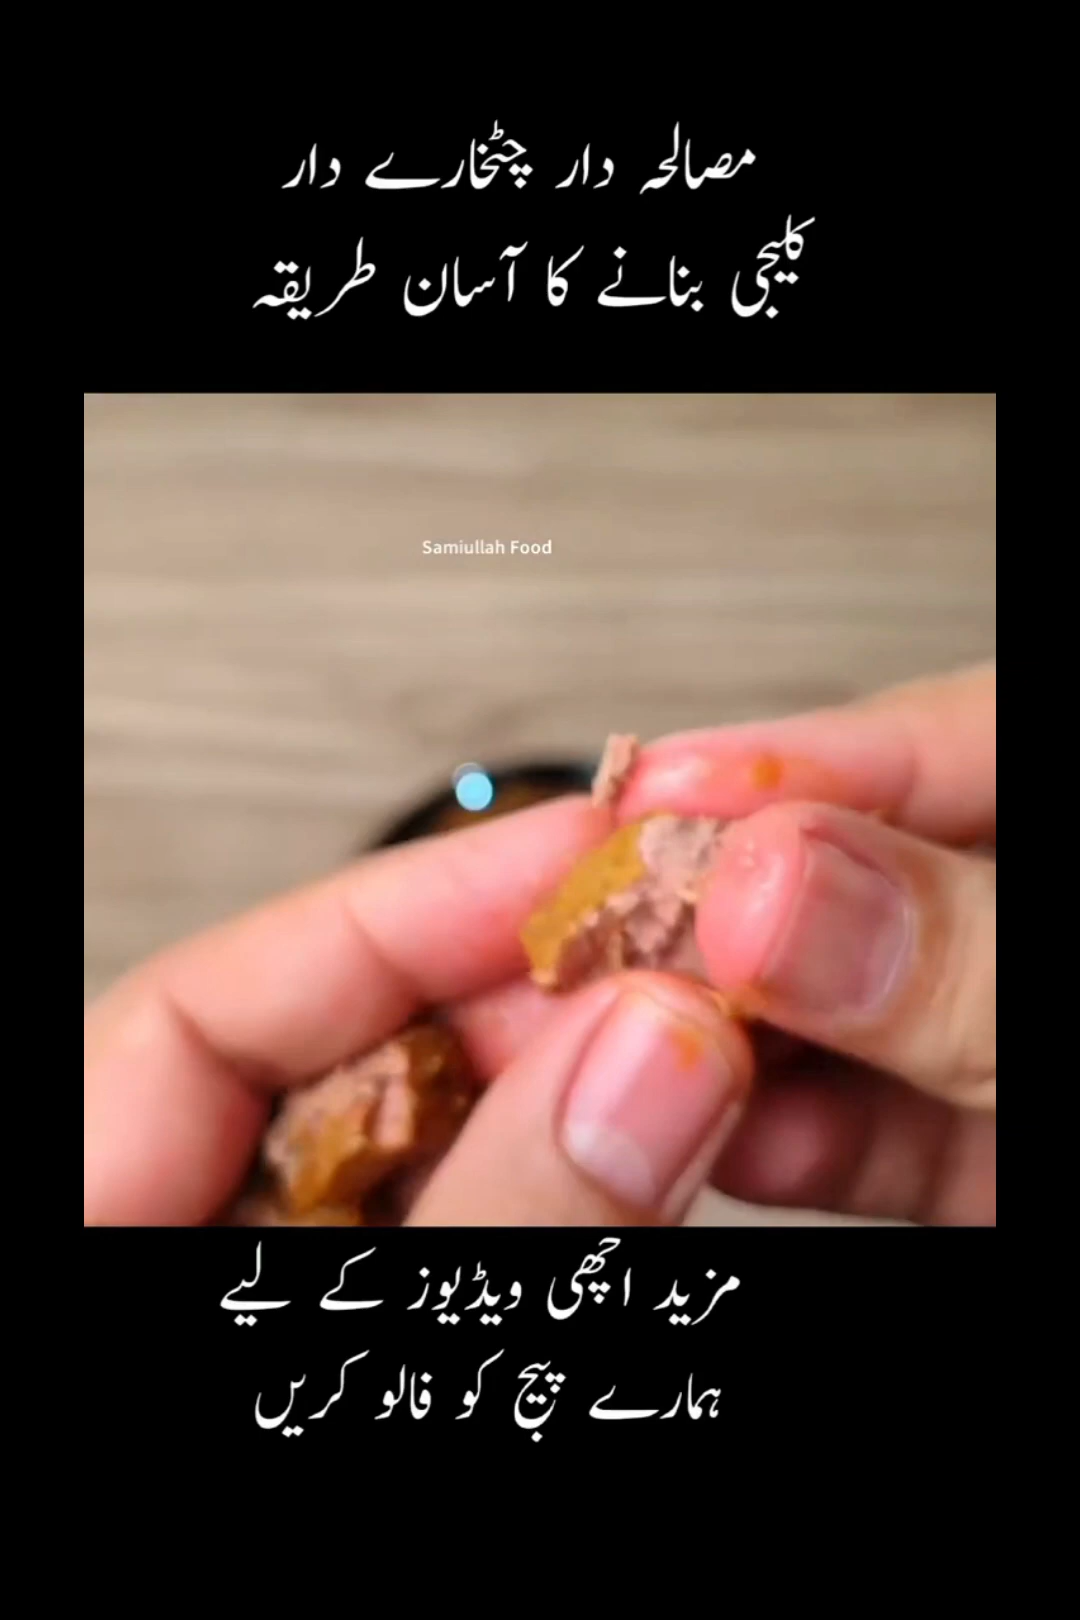 مصالحہ دار چٹخارے دار
کلیجی بنانے کا آسان طریقہ
Samiullah Food
مزید اچھی ویڈیوز کے لیے
ہمارے پیج کو فالو کریں